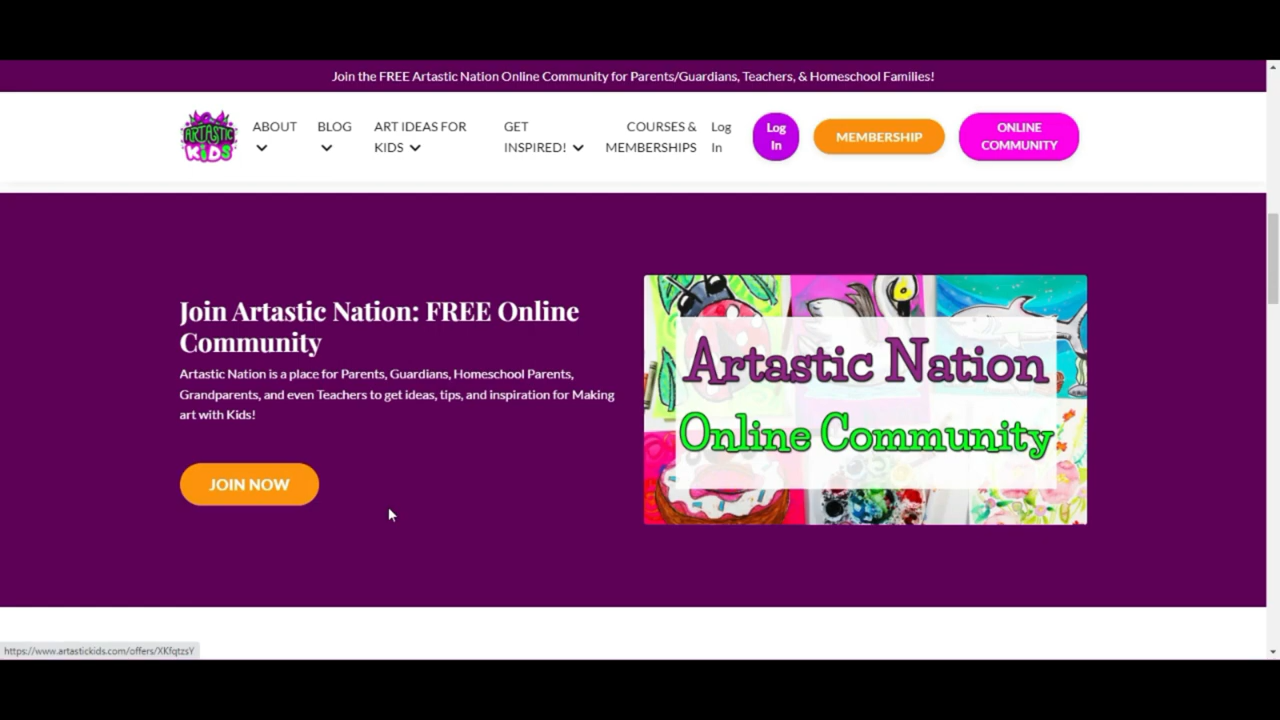 Join the FREE Artastic Nation Online Community for Parents/Guardians, Teachers, & Homeschool Families!
ARTASTIC
KIDS
ABOUT
BLOG
ART IDEAS FOR
KIDS
GET
INSPIRED!
COURSES &
MEMBERSHIPS
Log
In
Log
In
MEMBERSHIP
ONLINE
COMMUNITY
Join Artastic Nation: FREE Online
Community
Artastic Nation is a place for Parents, Guardians, Homeschool Parents,
Grandparents, and even Teachers to get ideas, tips, and inspiration for Making
art with Kids!
JOIN NOW
Artastic Nation
Online Community
https://www.artastickids.com/offers/XKfqtzsY